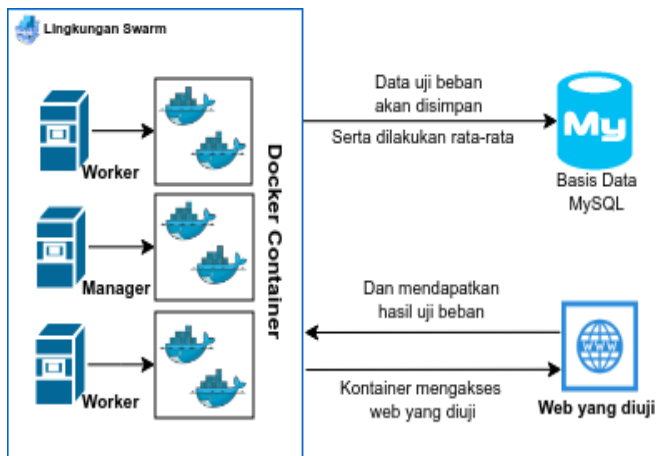 Lingkungan Swarm
Worker
Manager
Worker
Docker Container
Data uji beban
akan disimpan
Serta dilakukan rata-rata
My
Basis Data
MySQL
Dan mendapatkan
hasil uji beban
WWW
Kontainer mengakses
web yang diuji
Web yang diuji